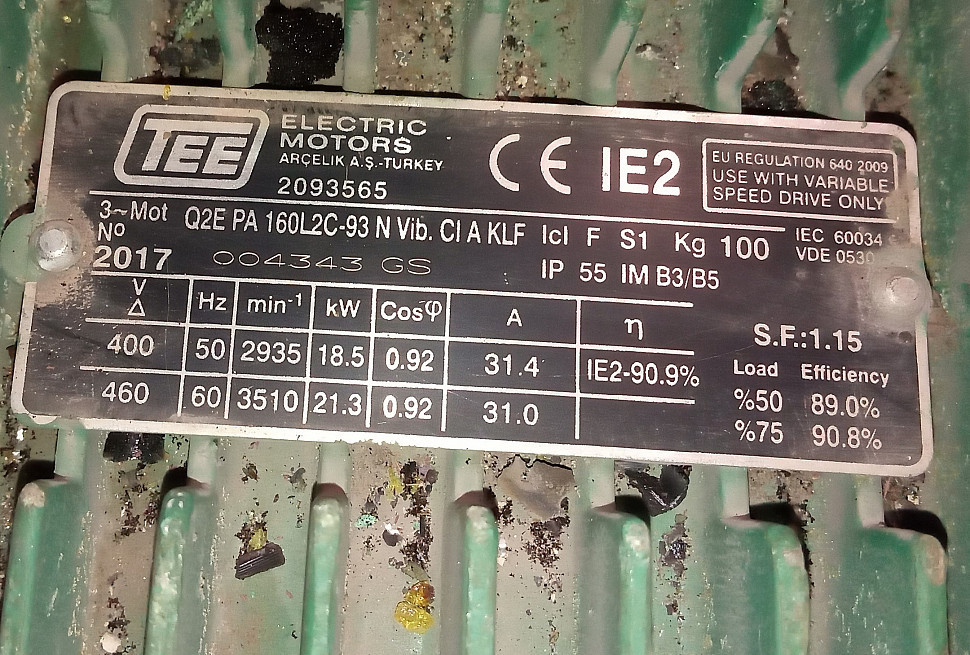 TEE
ELECTRIC
MOTORS
ARÇELIK A.Ş.-TURKEY
2093565
CE IE2
EU REGULATION 640 2009
USE WITH VARIABLE
SPEED DRIVE ONLY
3~Mot Q2E PA 160L2C-93 N Vib. Cl A KLF Icl F S1 Kg 100 IEC 60034
Nº VDE 0530
2017 004343 GS IP 55 IM B3/B5
V
Δ Hz min⁻¹ kW Cosφ A η
400 50 2935 18.5 0.92 31.4 IE2-90.9%
460 60 3510 21.3 0.92 31.0
S.F.:1.15
Load Efficiency
%50 89.0%
%75 90.8%